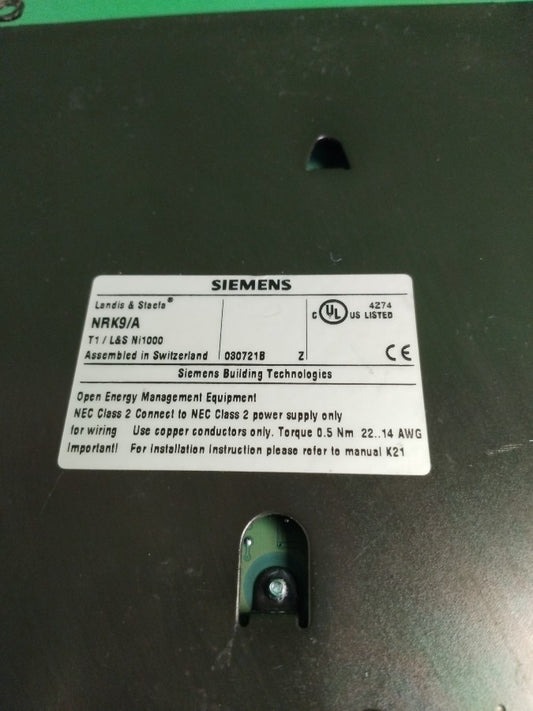 SIEMENS
Landis & Staefa®
NRK9/A
T1 / L&S Ni1000
Assembled in Switzerland 030721B Z
C UL US LISTED 4274
CE
Siemens Building Technologies
Open Energy Management Equipment
NEC Class 2 Connect to NEC Class 2 power supply only
for wiring Use copper conductors only. Torque 0.5 Nm 22..14 AWG
Important! For installation instruction please refer to manual K21